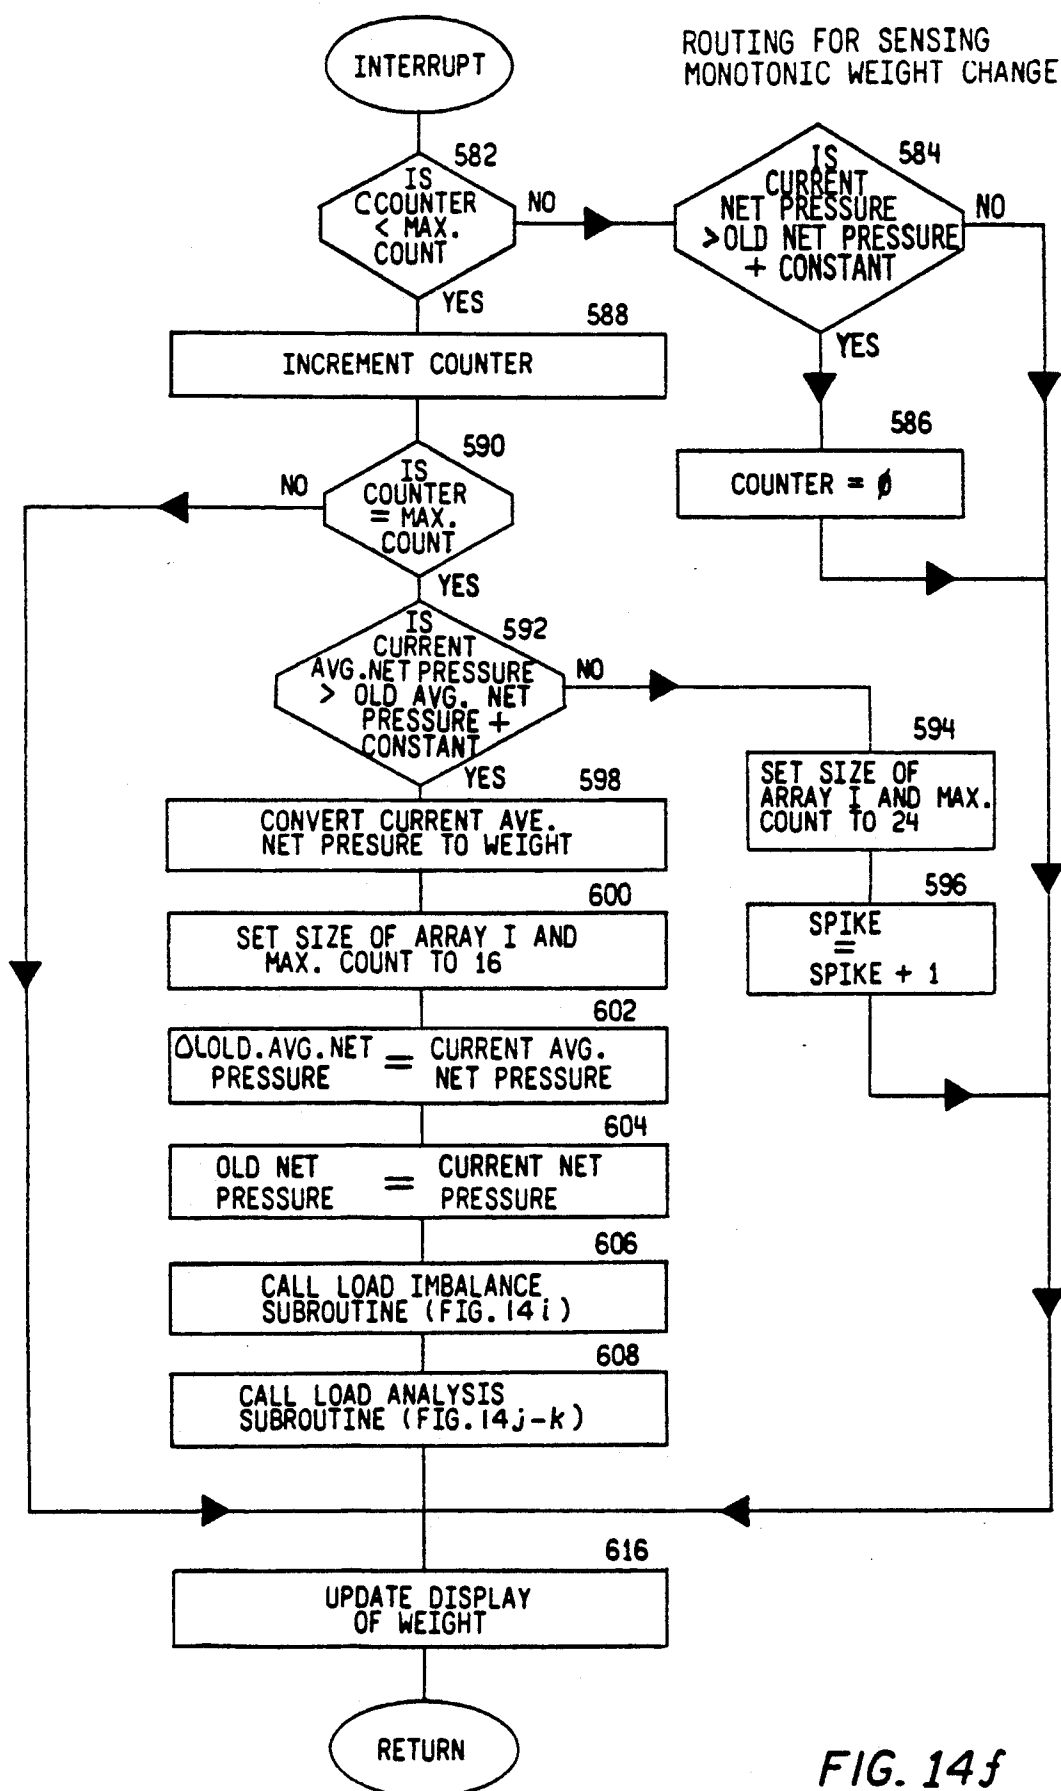 INTERRUPT
ROUTING FOR SENSING
MONOTONIC WEIGHT CHANGE
582
IS
CCOUNTER
< MAX.
COUNT
NO
YES
584
IS
CURRENT
NET PRESSURE
>OLD NET PRESSURE
+ CONSTANT
NO
YES
588
INCREMENT COUNTER
586
COUNTER = ∅
590
IS
COUNTER
= MAX.
COUNT
NO
YES
592
IS
CURRENT
AVG.NET PRESSURE
> OLD AVG. NET
PRESSURE +
CONSTANT
NO
YES
594
SET SIZE OF
ARRAY I AND MAX.
COUNT TO 24
598
CONVERT CURRENT AVE.
NET PRESURE TO WEIGHT
596
SPIKE
=
SPIKE + 1
600
SET SIZE OF ARRAY I AND
MAX. COUNT TO 16
602
OLOLD.AVG.NET = CURRENT AVG.
PRESSURE NET PRESSURE
604
OLD NET = CURRENT NET
PRESSURE PRESSURE
606
CALL LOAD IMBALANCE
SUBROUTINE (FIG.14i)
608
CALL LOAD ANALYSIS
SUBROUTINE (FIG.14j-k)
616
UPDATE DISPLAY
OF WEIGHT
RETURN
FIG. 14f